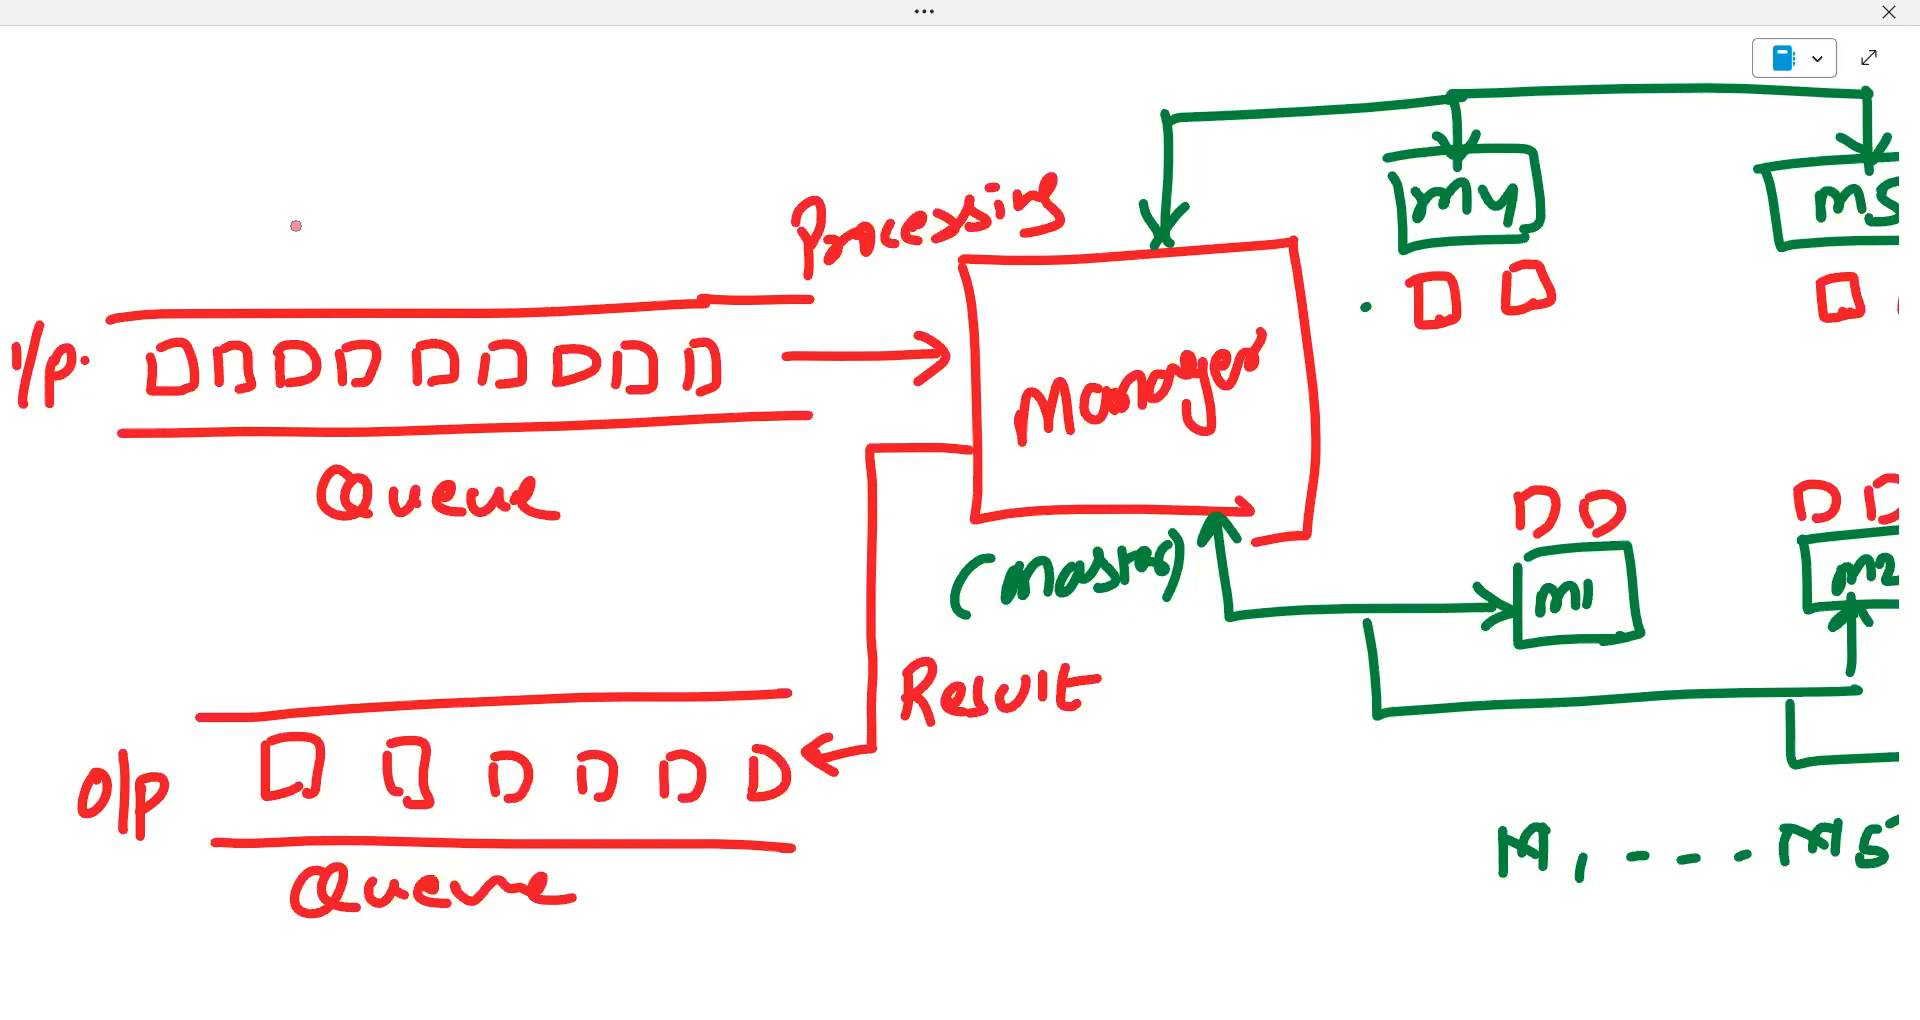 Processing
I/p.
Queue
Manager
(Master)
M4
M5
M1
M2
Result
O/p
Queue
M1 - - - - M5